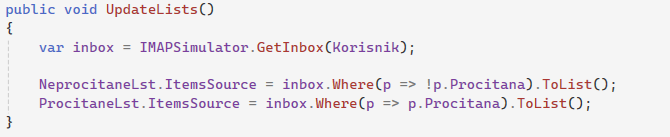 public void UpdateLists()
{
    var inbox = IMAPSimulator.GetInbox(Korisnik);
    NeprocitaneLst.ItemsSource = inbox.Where(p => !p.Procitana).ToList();
    ProcitaneLst.ItemsSource = inbox.Where(p => p.Procitana).ToList();
}